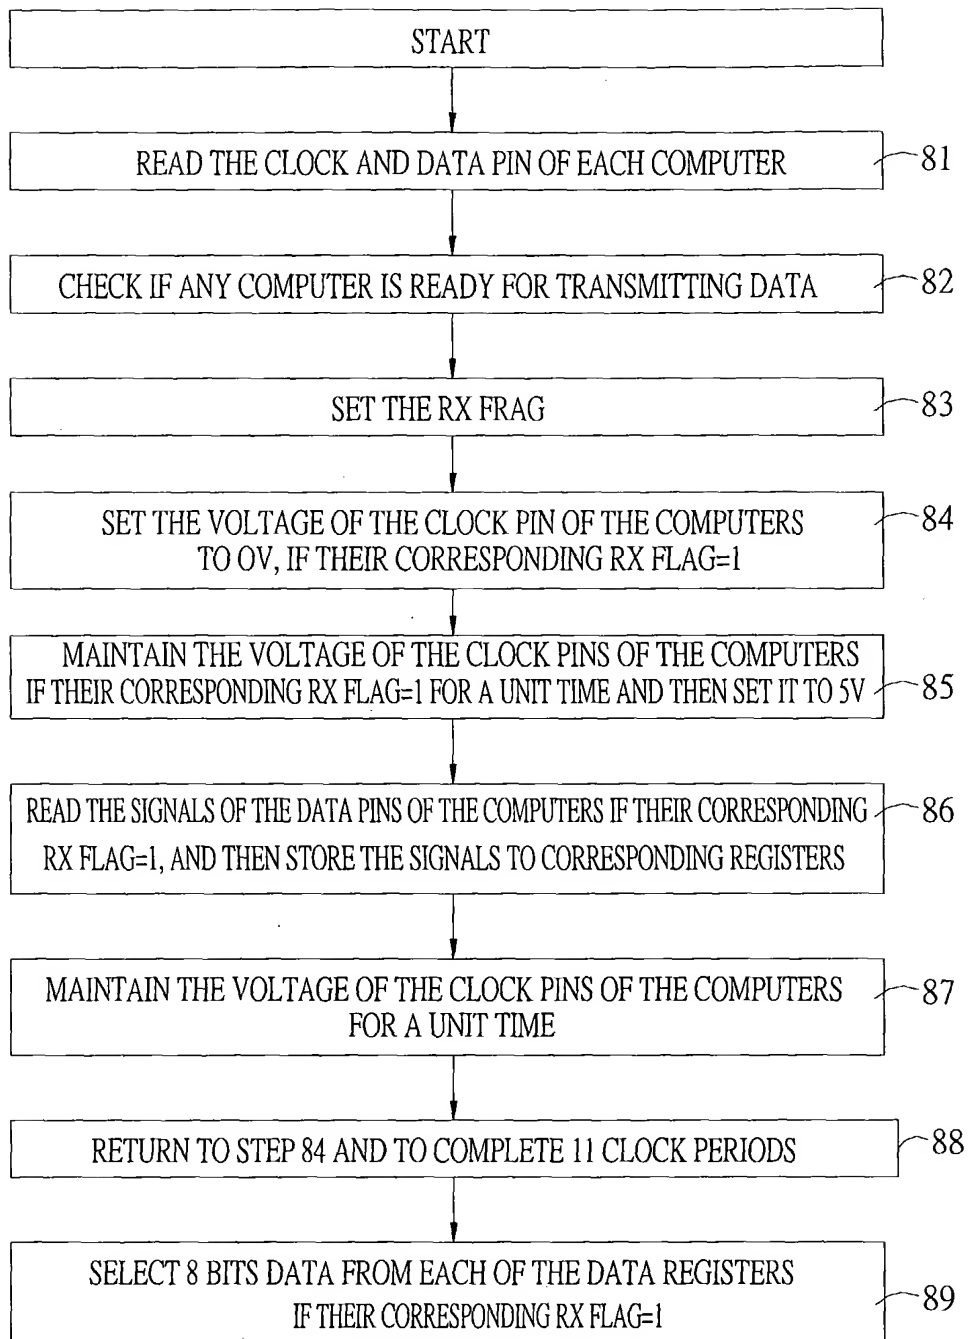 START
READ THE CLOCK AND DATA PIN OF EACH COMPUTER
81
CHECK IF ANY COMPUTER IS READY FOR TRANSMITTING DATA
82
SET THE RX FRAG
83
SET THE VOLTAGE OF THE CLOCK PIN OF THE COMPUTERS
TO 0V, IF THEIR CORRESPONDING RX FLAG=1
84
MAINTAIN THE VOLTAGE OF THE CLOCK PINS OF THE COMPUTERS
IF THEIR CORRESPONDING RX FLAG=1 FOR A UNIT TIME AND THEN SET IT TO 5V
85
READ THE SIGNALS OF THE DATA PINS OF THE COMPUTERS IF THEIR CORRESPONDING
RX FLAG=1, AND THEN STORE THE SIGNALS TO CORRESPONDING REGISTERS
86
MAINTAIN THE VOLTAGE OF THE CLOCK PINS OF THE COMPUTERS
FOR A UNIT TIME
87
RETURN TO STEP 84 AND TO COMPLETE 11 CLOCK PERIODS
88
SELECT 8 BITS DATA FROM EACH OF THE DATA REGISTERS
IF THEIR CORRESPONDING RX FLAG=1
89